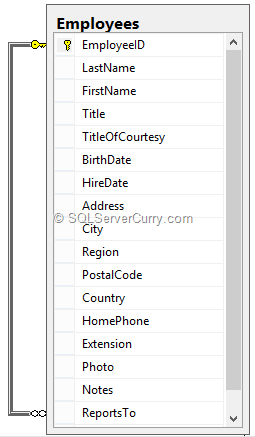 Employees
EmployeeID
LastName
FirstName
Title
TitleOfCourtesy
BirthDate
HireDate
Address
© SQLServerCurry.com
City
Region
PostalCode
Country
HomePhone
Extension
Photo
Notes
ReportsTo